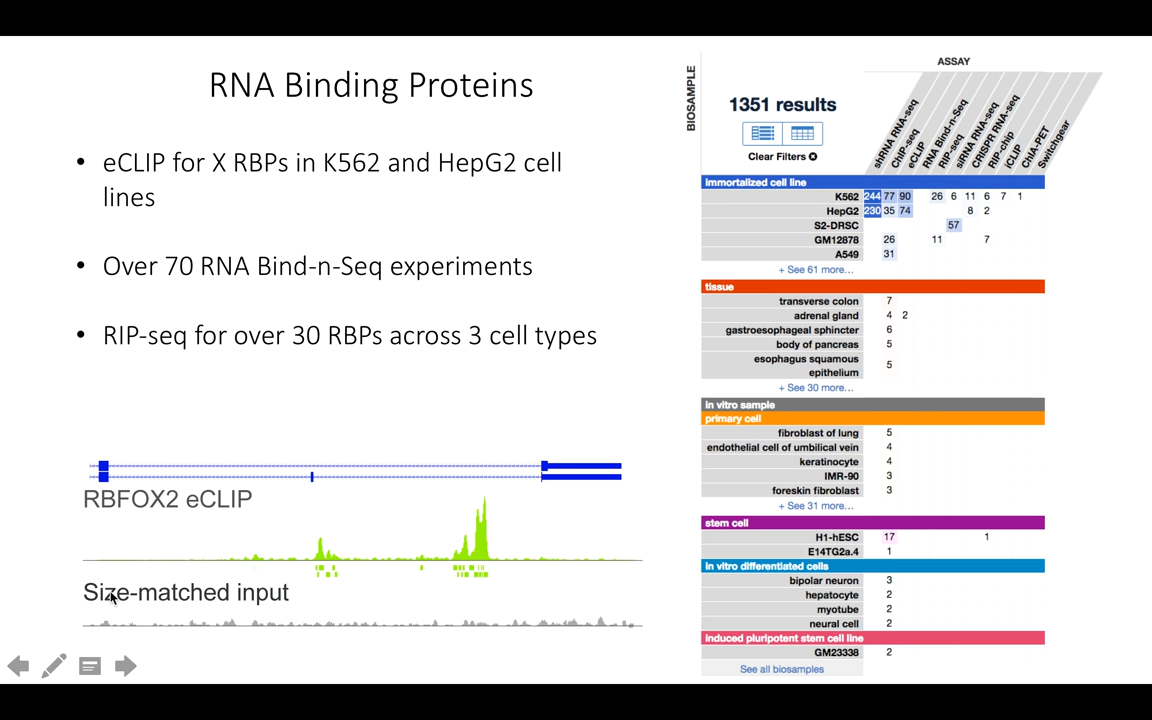 RNA Binding Proteins
• eCLIP for X RBPs in K562 and HepG2 cell
lines
• Over 70 RNA Bind-n-Seq experiments
• RIP-seq for over 30 RBPs across 3 cell types
RBFOX2 eCLIP
Size-matched input
ASSAY
BIOSAMPLE
1351 results
Clear Filters
shRNA RNA-seq
ChIP-seq
eCLIP
RNA Bind-n-Seq
RIP-seq
siRNA RNA-seq
CRISPR RNA-seq
RIP-chip
iCLIP
ChIA-PET
Switchgear
immortalized cell line
K562 244 77 90 26 6 11 6 7 1
HepG2 230 35 74 8 2
S2-DRSC 57
GM12878 26 11 7
A549 31
+ See 61 more...
tissue
transverse colon 7
adrenal gland 4 2
gastroesophageal sphincter 6
body of pancreas 5
esophagus squamous
epithelium 5
+ See 30 more...
in vitro sample
primary cell
fibroblast of lung 5
endothelial cell of umbilical vein 4
keratinocyte 4
IMR-90 3
foreskin fibroblast 3
+ See 31 more...
stem cell
H1-hESC 17 1
E14TG2a.4 1
in vitro differentiated cells
bipolar neuron 3
hepatocyte 2
myotube 2
neural cell 2
induced pluripotent stem cell line
GM23338 2
See all biosamples